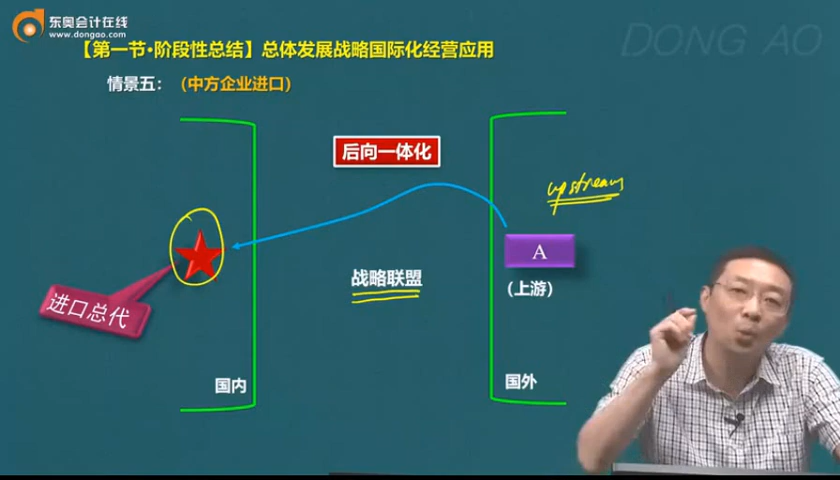 东奥会计在线
www.dongao.com
DONG AO
【第一节·阶段性总结】总体发展战略国际化经营应用
情景五：（中方企业进口）
后向一体化
upstream
A
（上游）
战略联盟
进口总代
国内
国外